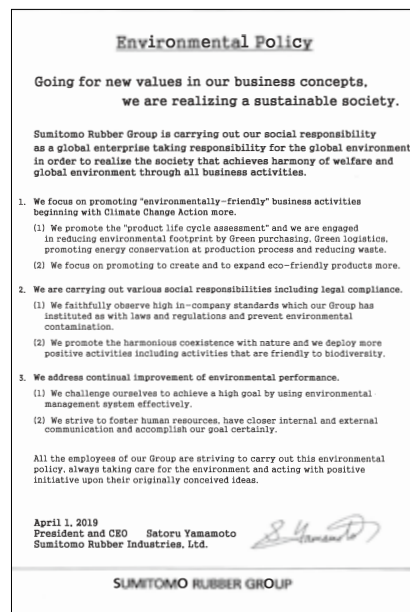 Environmental Policy
Going for new values in our business concepts,
we are realizing a sustainable society.
Sumitomo Rubber Group is carrying out our social responsibility
as a global enterprise taking responsibility for the global environment
in order to realize the society that achieves harmony of welfare and
global environment through all business activities.
1. We focus on promoting "environmentally-friendly" business activities
beginning with Climate Change Action more.
(1) We promote the "product life cycle assessment" and we are engaged
in reducing environmental footprint by Green purchasing, Green logistics,
promoting energy conservation at production process and reducing waste.
(2) We focus on promoting to create and to expand eco-friendly products more.
2. We are carrying out various social responsibilities including legal compliance.
(1) We faithfully observe high in-company standards which our Group has
instituted as with laws and regulations and prevent environmental
contamination.
(2) We promote the harmonious coexistence with nature and we deploy more
positive activities including activities that are friendly to biodiversity.
3. We address continual improvement of environmental performance.
(1) We challenge ourselves to achieve a high goal by using environmental
management system effectively.
(2) We strive to foster human resources, have closer internal and external
communication and accomplish our goal certainly.
All the employees of our Group are striving to carry out this environmental
policy, always taking care for the environment and acting with positive
initiative upon their originally conceived ideas.
April 1, 2019
President and CEO Satoru Yamamoto
S. Yamamoto
Sumitomo Rubber Industries, Ltd.
SUMITOMO RUBBER GROUP